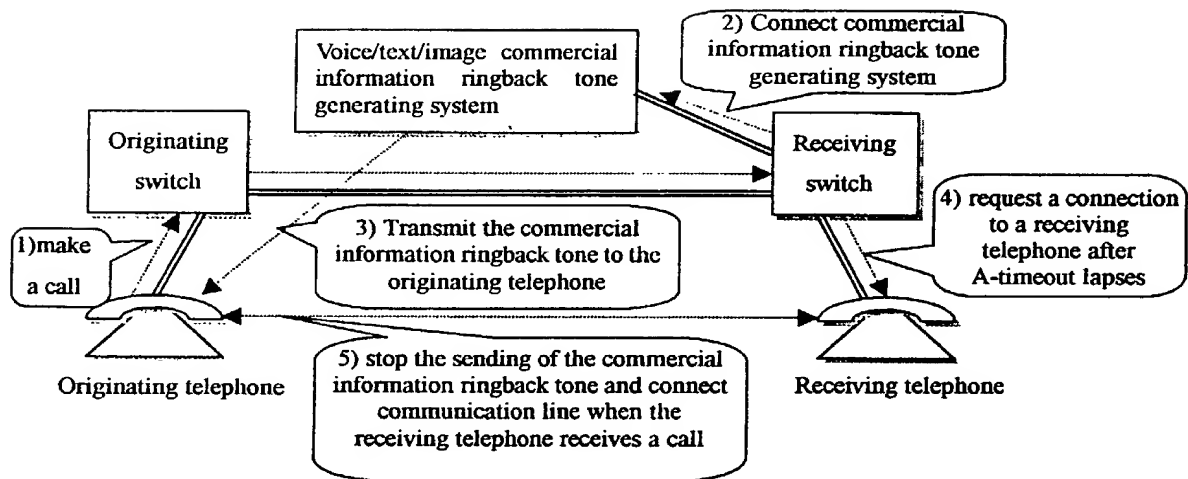 Voice/text/image commercial
information ringback tone
generating system
2) Connect commercial
information ringback tone
generating system
Originating
switch
Receiving
switch
1)make
a call
3) Transmit the commercial
information ringback tone to the
originating telephone
4) request a connection
to a receiving
telephone after
A-timeout lapses
5) stop the sending of the commercial
information ringback tone and connect
communication line when the
receiving telephone receives a call
Originating telephone
Receiving telephone